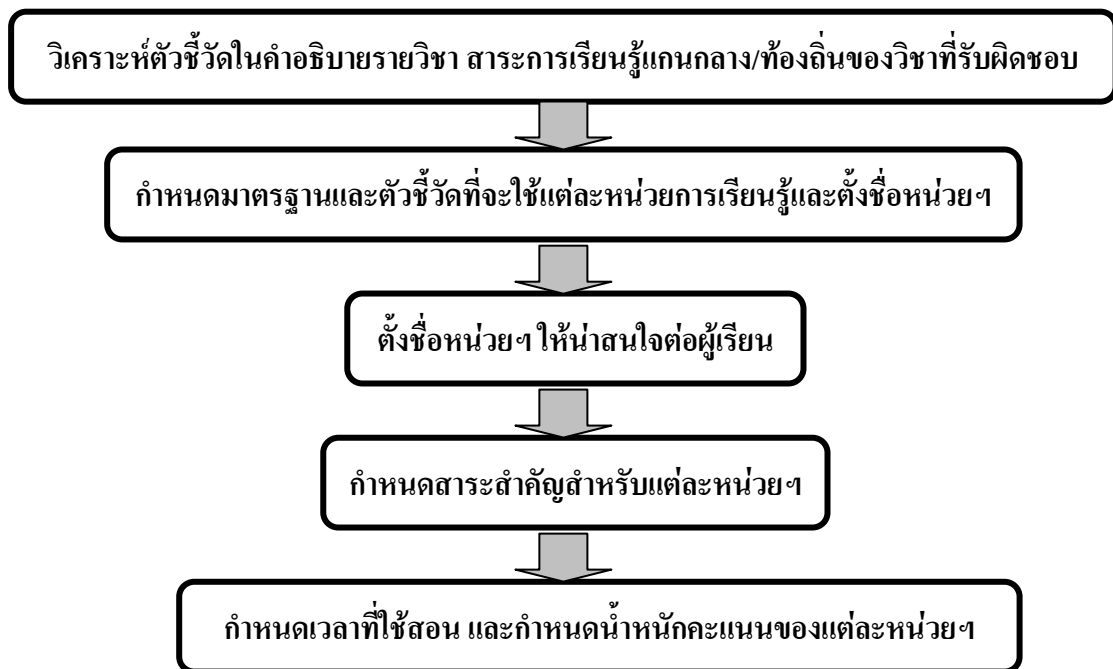 วิเคราะห์ตัวชี้วัดในคำอธิบายรายวิชา สาระการเรียนรู้แกนกลาง/ท้องถิ่นของวิชาที่รับผิดชอบ
กำหนดมาตรฐานและตัวชี้วัดที่จะใช้แต่ละหน่วยการเรียนรู้และตั้งชื่อหน่วยฯ
ตั้งชื่อหน่วยฯ ให้น่าสนใจต่อผู้เรียน
กำหนดสาระสำคัญสำหรับแต่ละหน่วยฯ
กำหนดเวลาที่ใช้สอน และกำหนดน้ำหนักคะแนนของแต่ละหน่วยฯ